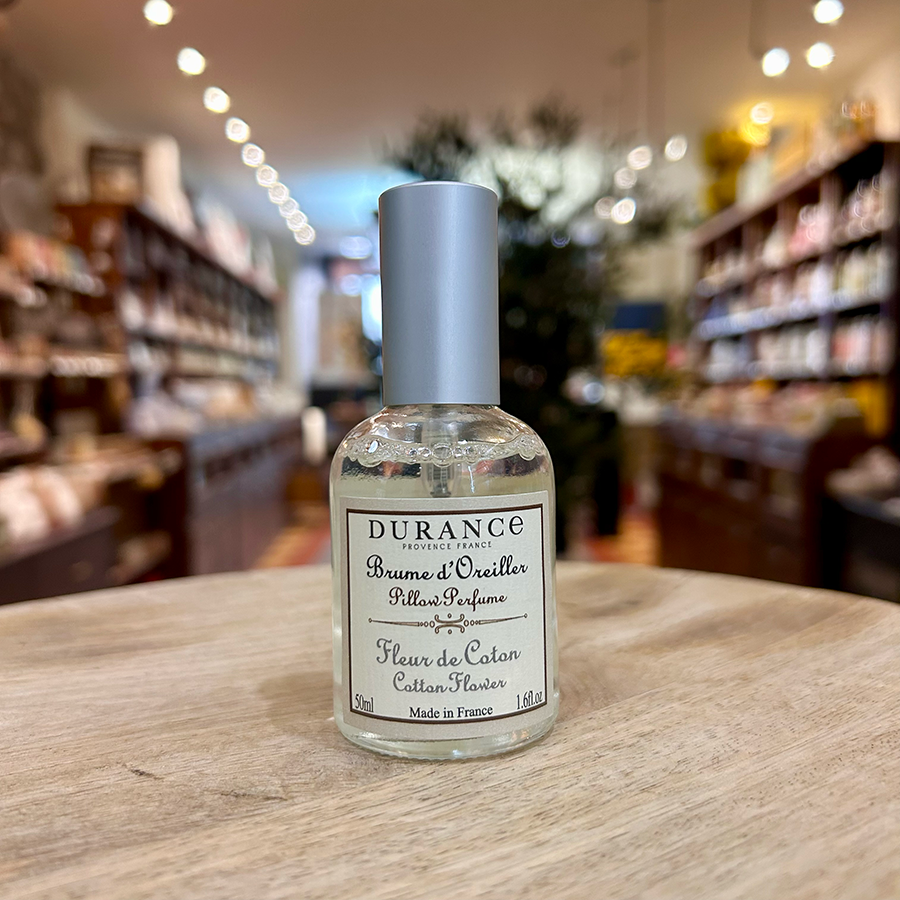 DURANCe
PROVENCE FRANCE
Brume d'Oreiller
Pillow Perfume
Fleur de Coton
Cotton Flower
50ml
Made in France
1.6fl.oz